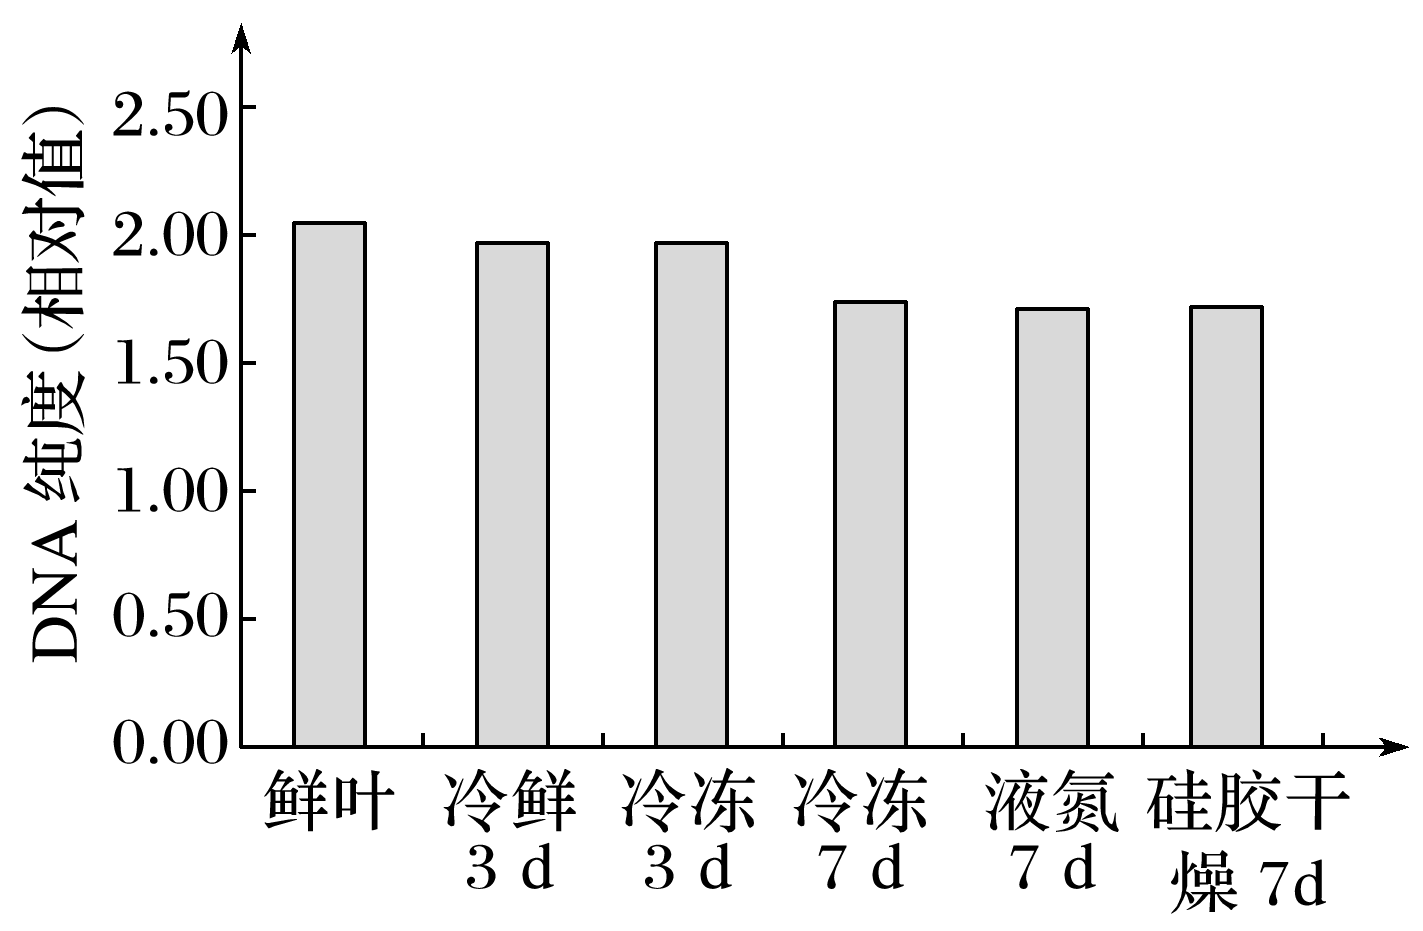 DNA 纯度(相对值)
2.50
2.00
1.50
1.00
0.50
0.00
鲜叶
冷鲜
3 d
冷冻
3 d
冷冻
7 d
液氮
7 d
硅胶干
燥 7d